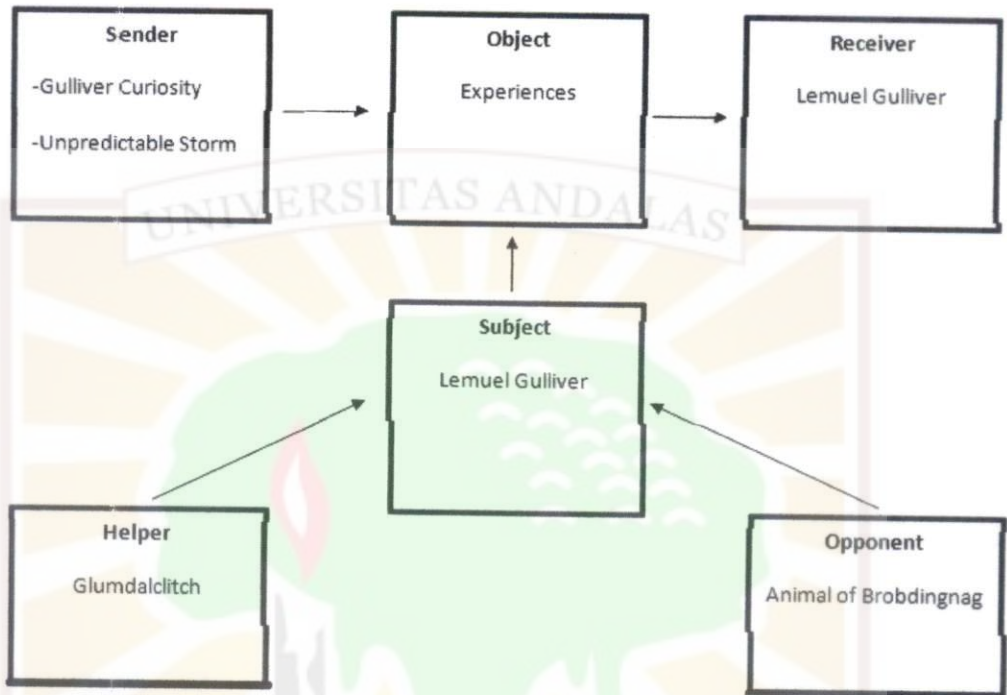 Sender
-Gulliver Curiosity
-Unpredictable Storm
Object
Experiences
Receiver
Lemuel Gulliver
UNIVERSITAS ANDALAS
Subject
Lemuel Gulliver
Helper
Glumdalclitch
Opponent
Animal of Brobdingnag